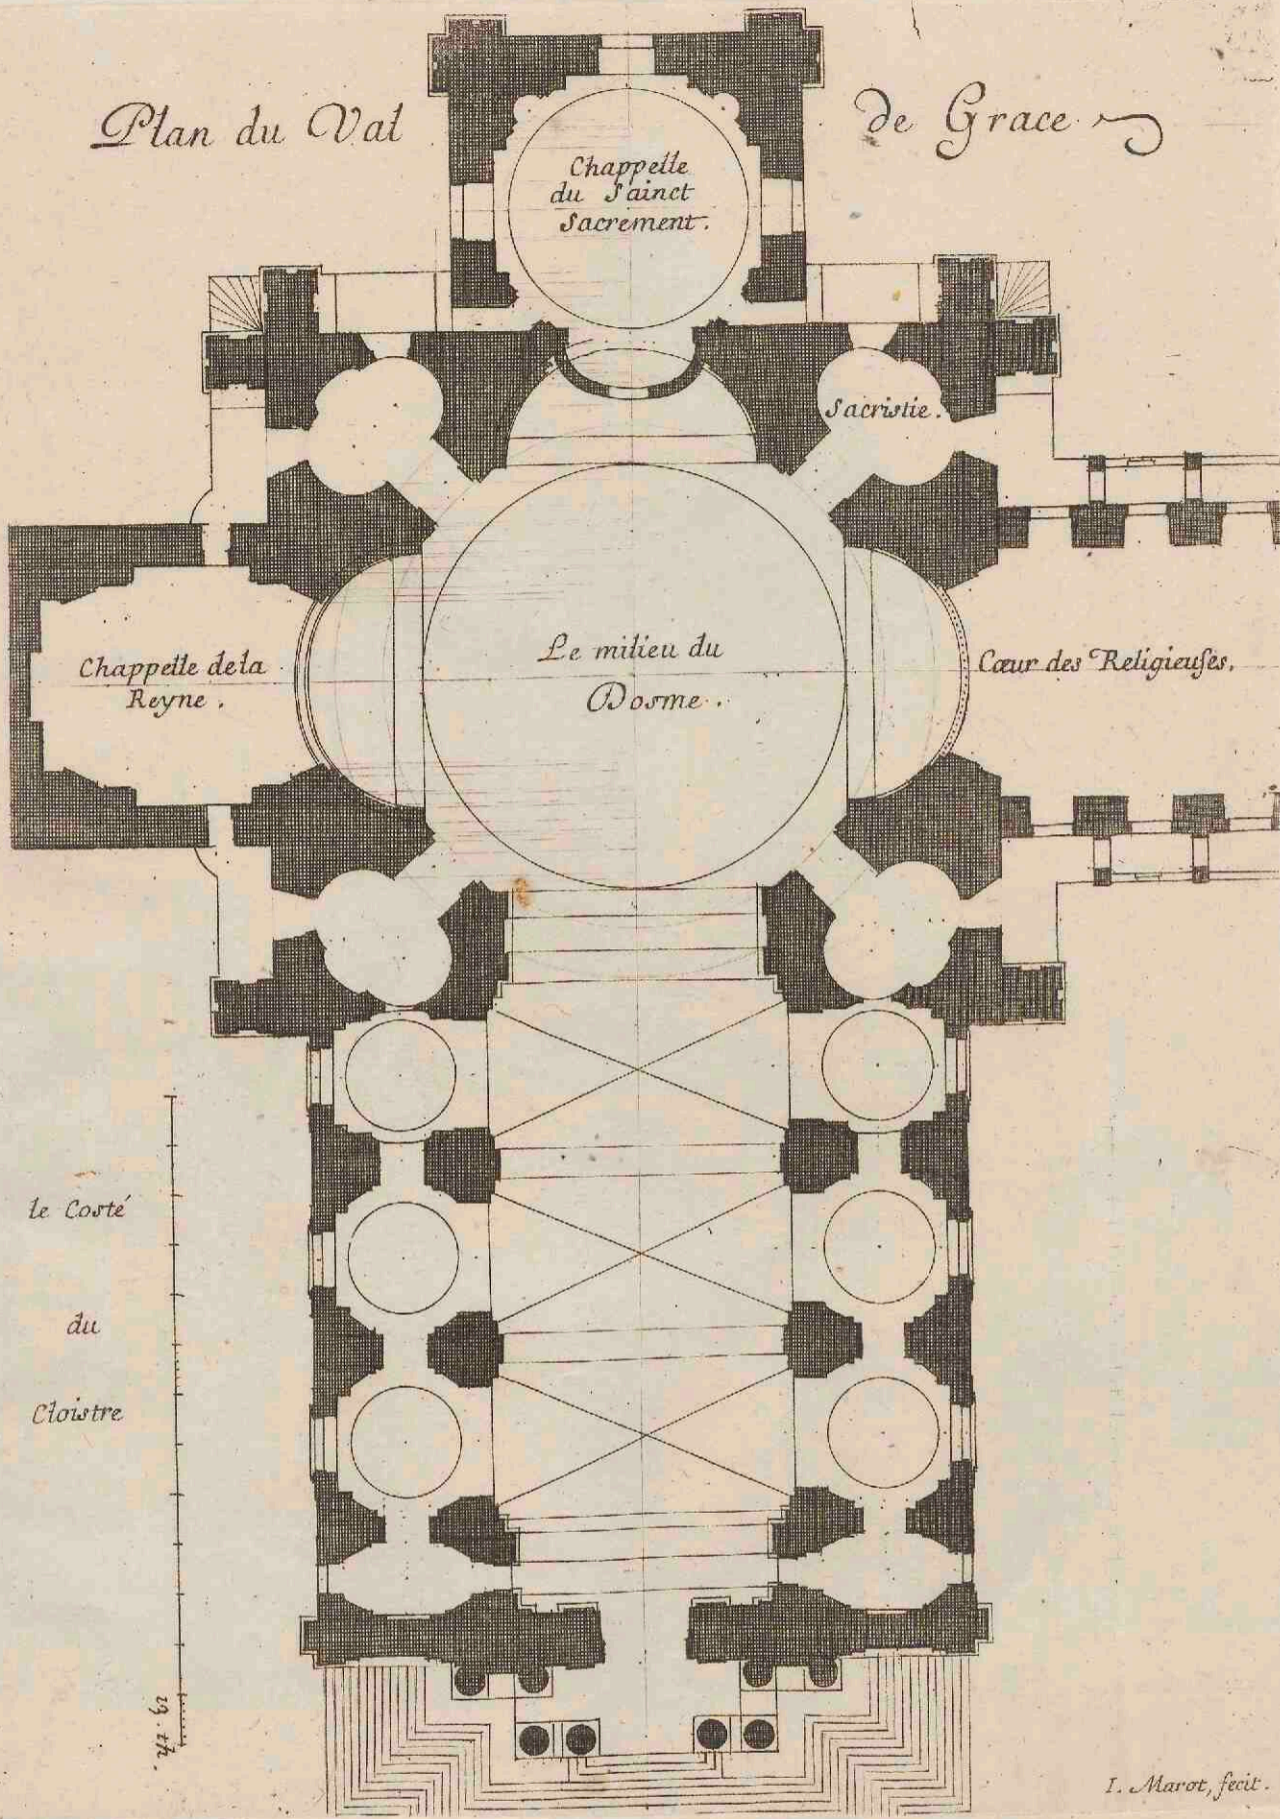 Plan du Val de Grace
Chappelle
du Sainct
Sacrement.
Sacristie.
Chappelle de la
Reyne.
Le milieu du
Dosme.
Cœur des Religieuſes.
le Costé
du
Cloistre
I. Marot, fecit.